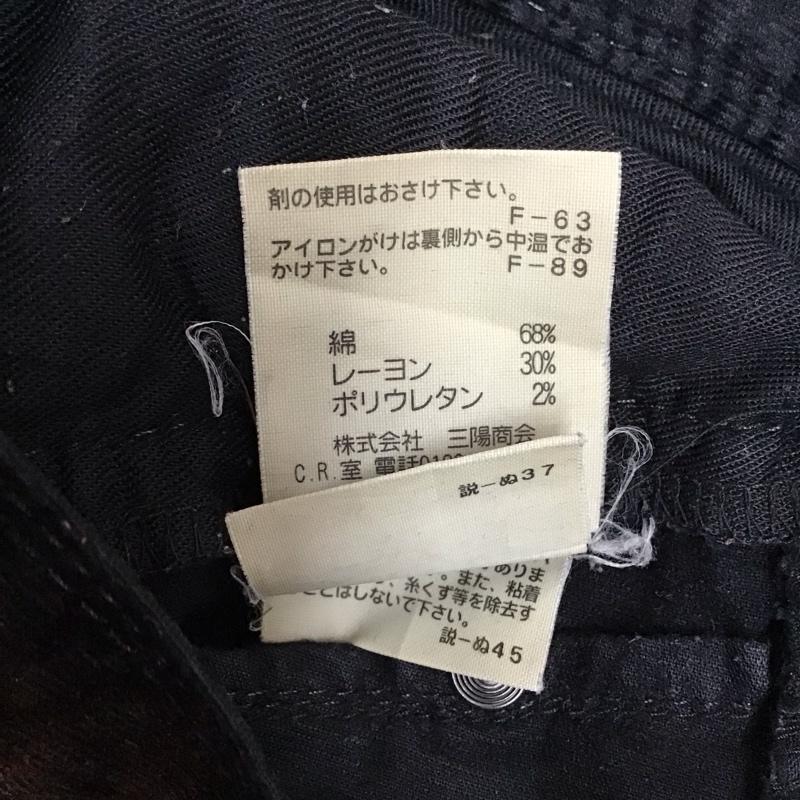 剤の使用はおさけ下さい。
F-63
アイロンがけは裏側から中温でお
かけ下さい。 F-89
綿 68%
レーヨン 30%
ポリウレタン 2%
株式会社 三陽商会
C.R.室 電話
説-ぬ37
ありま
。また、粘着
、糸くず等を除去す
ことはしないで下さい。
説-ぬ45